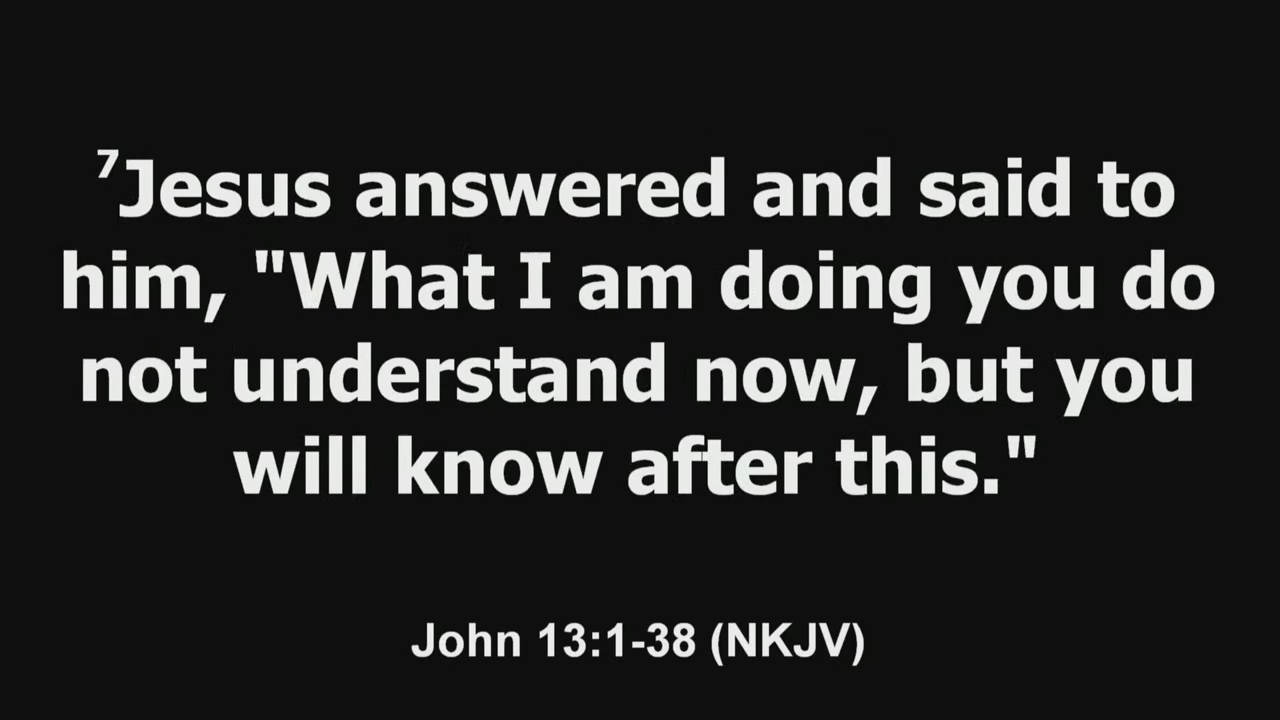 ⁷Jesus answered and said to
him, "What I am doing you do
not understand now, but you
will know after this."
John 13:1-38 (NKJV)